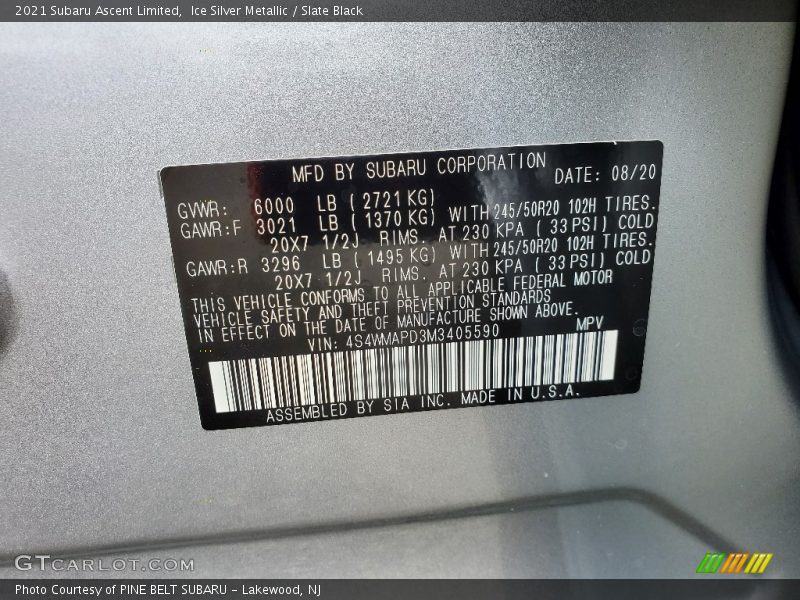 2021 Subaru Ascent Limited,  Ice Silver Metallic / Slate Black
MFD BY SUBARU CORPORATION DATE: 08/20
GVWR: 6000 LB ( 2721 KG)
GAWR:F 3021 LB ( 1370 KG) WITH 245/50R20 102H TIRES.
20X7 1/2J RIMS. AT 230 KPA ( 33 PSI) COLD
GAWR:R 3296 LB ( 1495 KG) WITH 245/50R20 102H TIRES.
20X7 1/2J RIMS. AT 230 KPA ( 33 PSI) COLD
THIS VEHICLE CONFORMS TO ALL APPLICABLE FEDERAL MOTOR
VEHICLE SAFETY AND THEFT PREVENTION STANDARDS
IN EFFECT ON THE DATE OF MANUFACTURE SHOWN ABOVE.
VIN: 4S4WMAPD3M3405590 MPV
ASSEMBLED BY SIA INC. MADE IN U.S.A.
GTCARLOT.COM
Photo Courtesy of PINE BELT SUBARU - Lakewood, NJ